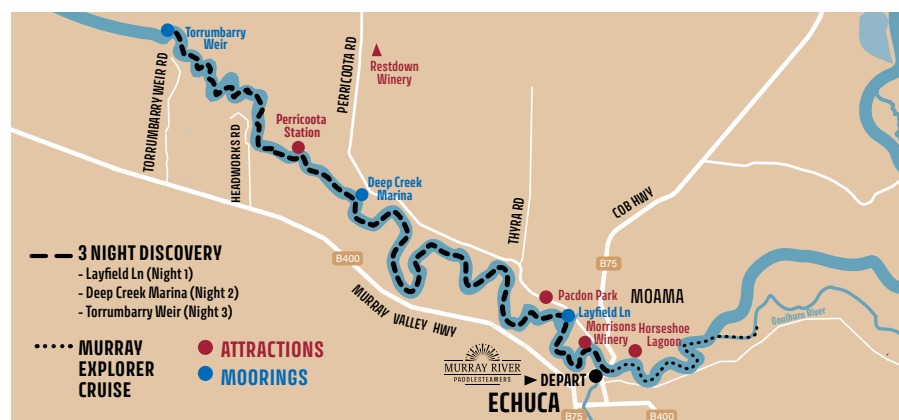 Torrumbarry
Weir
TORRUMBARRY WEIR RD
PERRICOOTA RD
Restdown
Winery
Perricoota
Station
HEADWORKS RD
Deep Creek
Marina
THYRA RD
COB HWY
B400
B75
3 NIGHT DISCOVERY
- Layfield Ln (Night 1)
- Deep Creek Marina (Night 2)
- Torrumbarry Weir (Night 3)
MURRAY VALLEY HWY
Pacdon Park
MOAMA
Layfield Ln
Morrisons
Winery
Horseshoe
Lagoon
Goulburn River
MURRAY
EXPLORER
CRUISE
ATTRACTIONS
MOORINGS
MURRAY RIVER
PADDLESTEAMERS
DEPART
ECHUCA
B75
B400